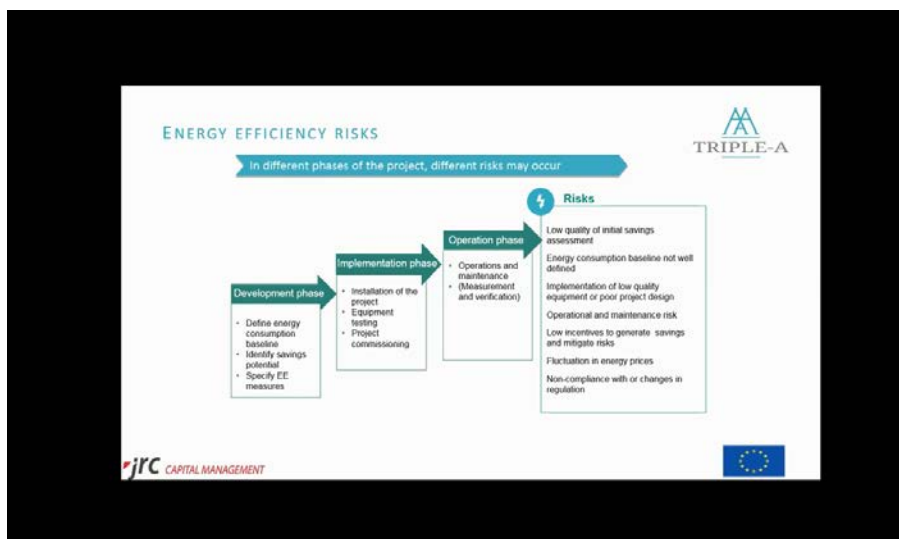 ENERGY EFFICIENCY RISKS
TRIPLE-A
In different phases of the project, different risks may occur
Risks
Development phase
• Define energy
consumption
baseline
• Identify savings
potential
• Specify EE
measures
Implementation phase
• Installation of the
project
• Equipment
testing
• Project
commissioning
Operation phase
• Operations and
maintenance
• (Measurement
and verification)
Low quality of initial savings
assessment
Energy consumption baseline not well
defined
Implementation of low quality
equipment or poor project design
Operational and maintenance risk
Low incentives to generate savings
and mitigate risks
Fluctuation in energy prices
Non-compliance with or changes in
regulation
jrc CAPITAL MANAGEMENT